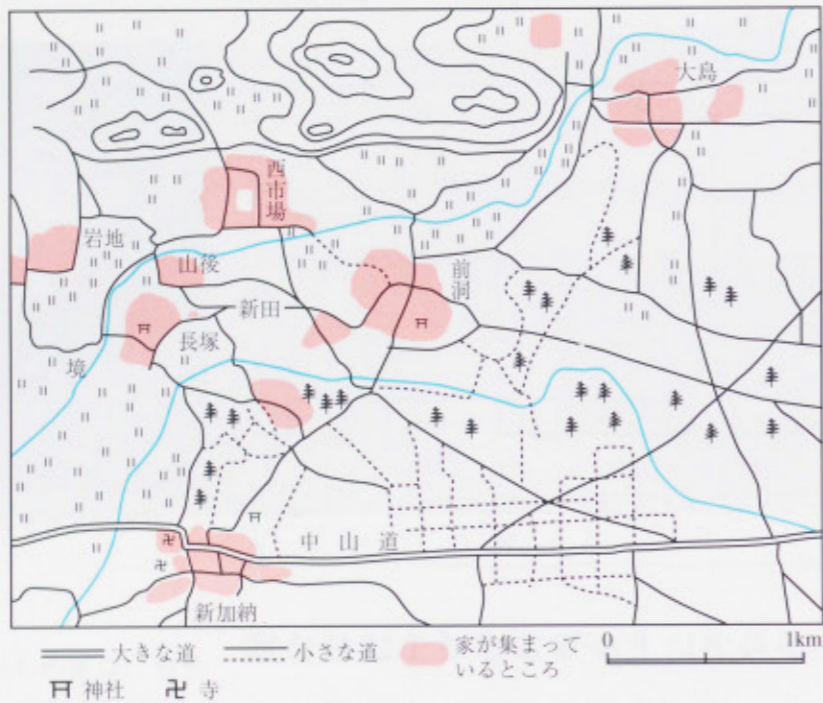 大島
西市場
岩地
山後
前洞
新田
長塚
境
中山道
新加納
大きな道
小さな道
家が集まって
いるところ
0 1km
神社
寺